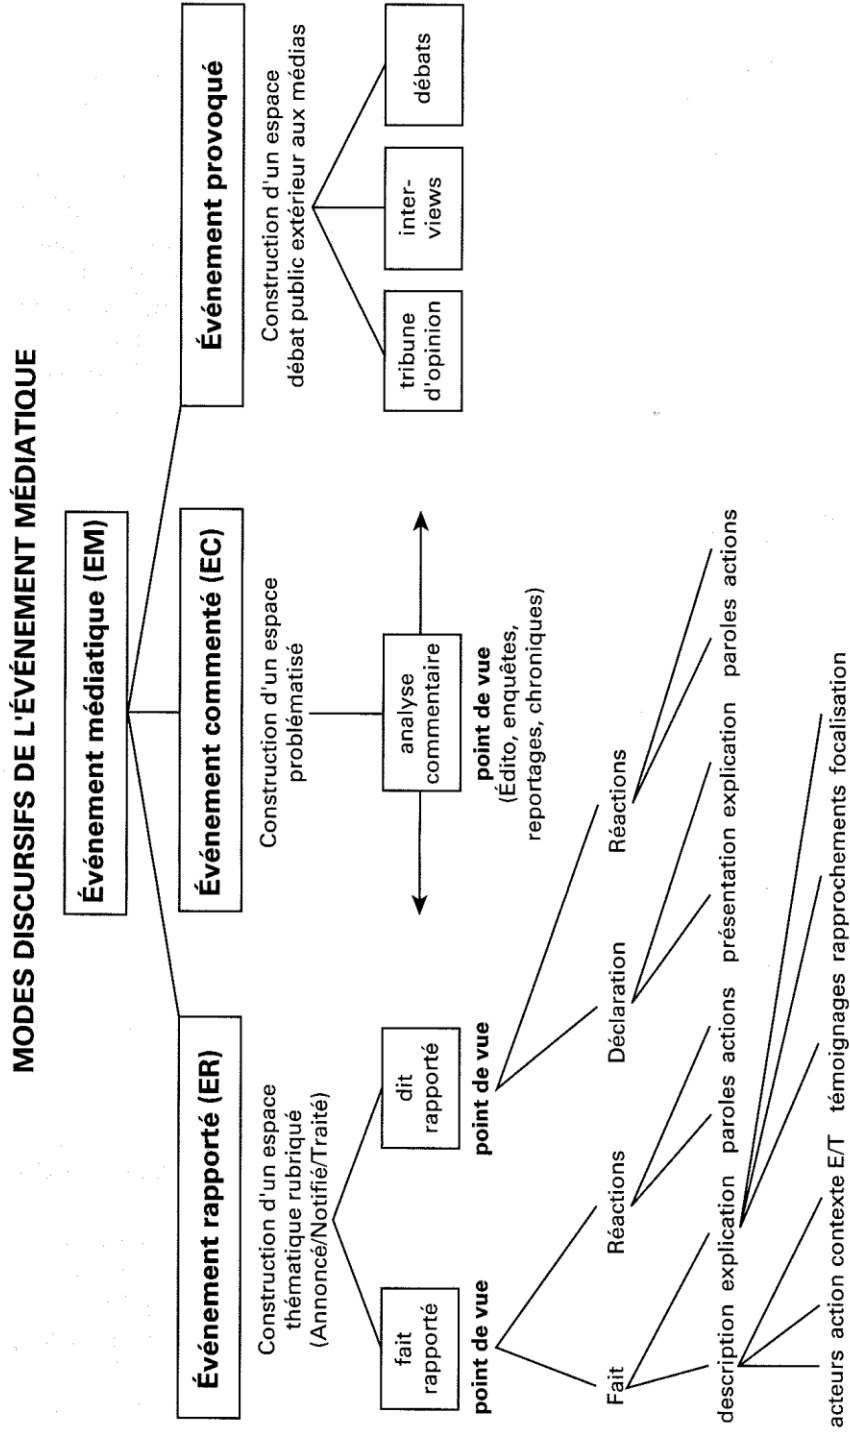 MODES DISCURSIFS DE L'ÉVÉNEMENT MÉDIATIQUE
Événement médiatique (EM)
Événement rapporté (ER)
Événement commenté (EC)
Événement provoqué
Construction d'un espace
thématique rubriqué
(Annoncé/Notifié/Traité)
Construction d'un espace
problématisé
Construction d'un espace
débat public extérieur aux médias
fait
rapporté
dit
rapporté
analyse
commentaire
tribune
d'opinion
inter-
views
débats
point de vue
point de vue
point de vue
(Édito, enquêtes,
reportages, chroniques)
Fait
Réactions
Déclaration
Réactions
description explication paroles actions présentation explication paroles actions
acteurs action contexte E/T témoignages rapprochements focalisation